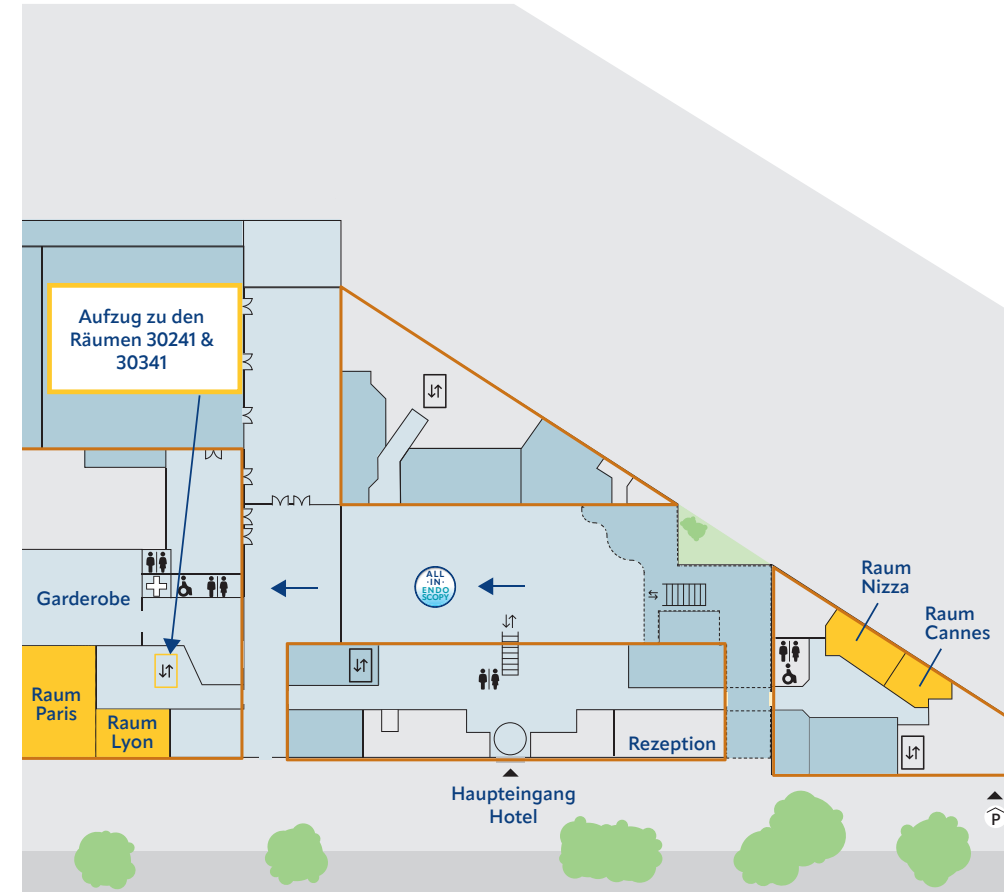 Aufzug zu den
Räumen 30241 &
30341
Garderobe
ALL
·IN·
ENDO
SCOPY
Raum
Nizza
Raum
Cannes
Raum
Paris
Raum
Lyon
Rezeption
Haupteingang
Hotel
P